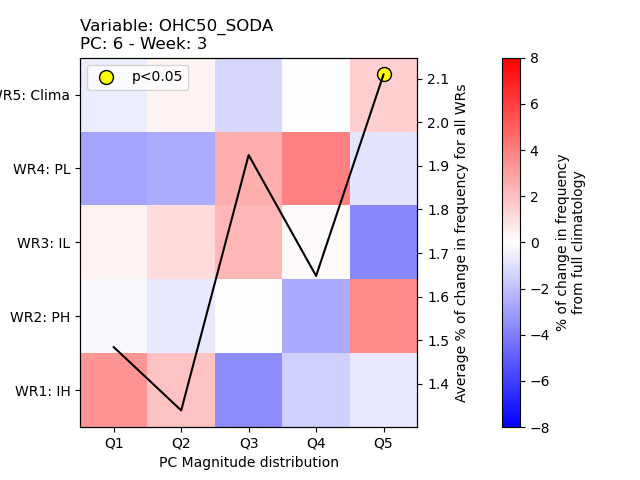 Variable: OHC50_SODA
PC: 6 - Week: 3
p<0.05
R5: Clima
WR4: PL
WR3: IL
WR2: PH
WR1: IH
Q1 Q2 Q3 Q4 Q5
PC Magnitude distribution
2.1
2.0
1.9
1.8
1.7
1.6
1.5
1.4
Average % of change in frequency for all WRs
8
6
4
2
0
−2
−4
−6
−8
% of change in frequency
from full climatology